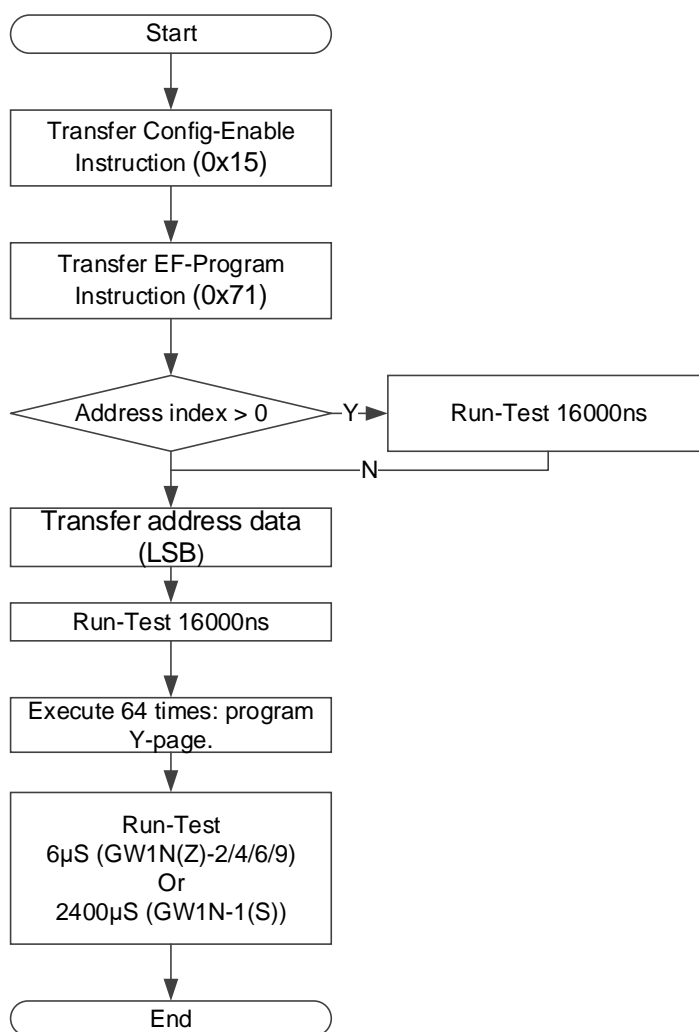 Start
Transfer Config-Enable
Instruction (0x15)
Transfer EF-Program
Instruction (0x71)
Address index > 0
Y
Run-Test 16000ns
N
Transfer address data
(LSB)
Run-Test 16000ns
Execute 64 times: program
Y-page.
Run-Test
6µS (GW1N(Z)-2/4/6/9)
Or
2400µS (GW1N-1(S))
End